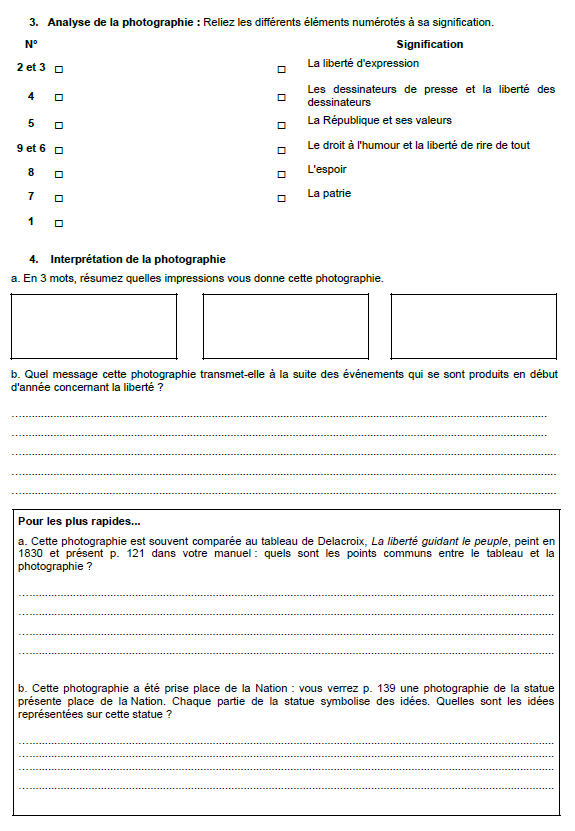 3. Analyse de la photographie : Reliez les différents éléments numérotés à sa signification.
N° Signification
2 et 3 □ □ La liberté d'expression
4 □ □ Les dessinateurs de presse et la liberté des
dessinateurs
5 □ □ La République et ses valeurs
9 et 6 □ □ Le droit à l'humour et la liberté de rire de tout
8 □ □ L'espoir
7 □ □ La patrie
1 □
4. Interprétation de la photographie
a. En 3 mots, résumez quelles impressions vous donne cette photographie.
b. Quel message cette photographie transmet-elle à la suite des événements qui se sont produits en début
d'année concernant la liberté ?
Pour les plus rapides...
a. Cette photographie est souvent comparée au tableau de Delacroix, La liberté guidant le peuple, peint en
1830 et présent p. 121 dans votre manuel : quels sont les points communs entre le tableau et la
photographie ?
b. Cette photographie a été prise place de la Nation : vous verrez p. 139 une photographie de la statue
présente place de la Nation. Chaque partie de la statue symbolise des idées. Quelles sont les idées
représentées sur cette statue ?